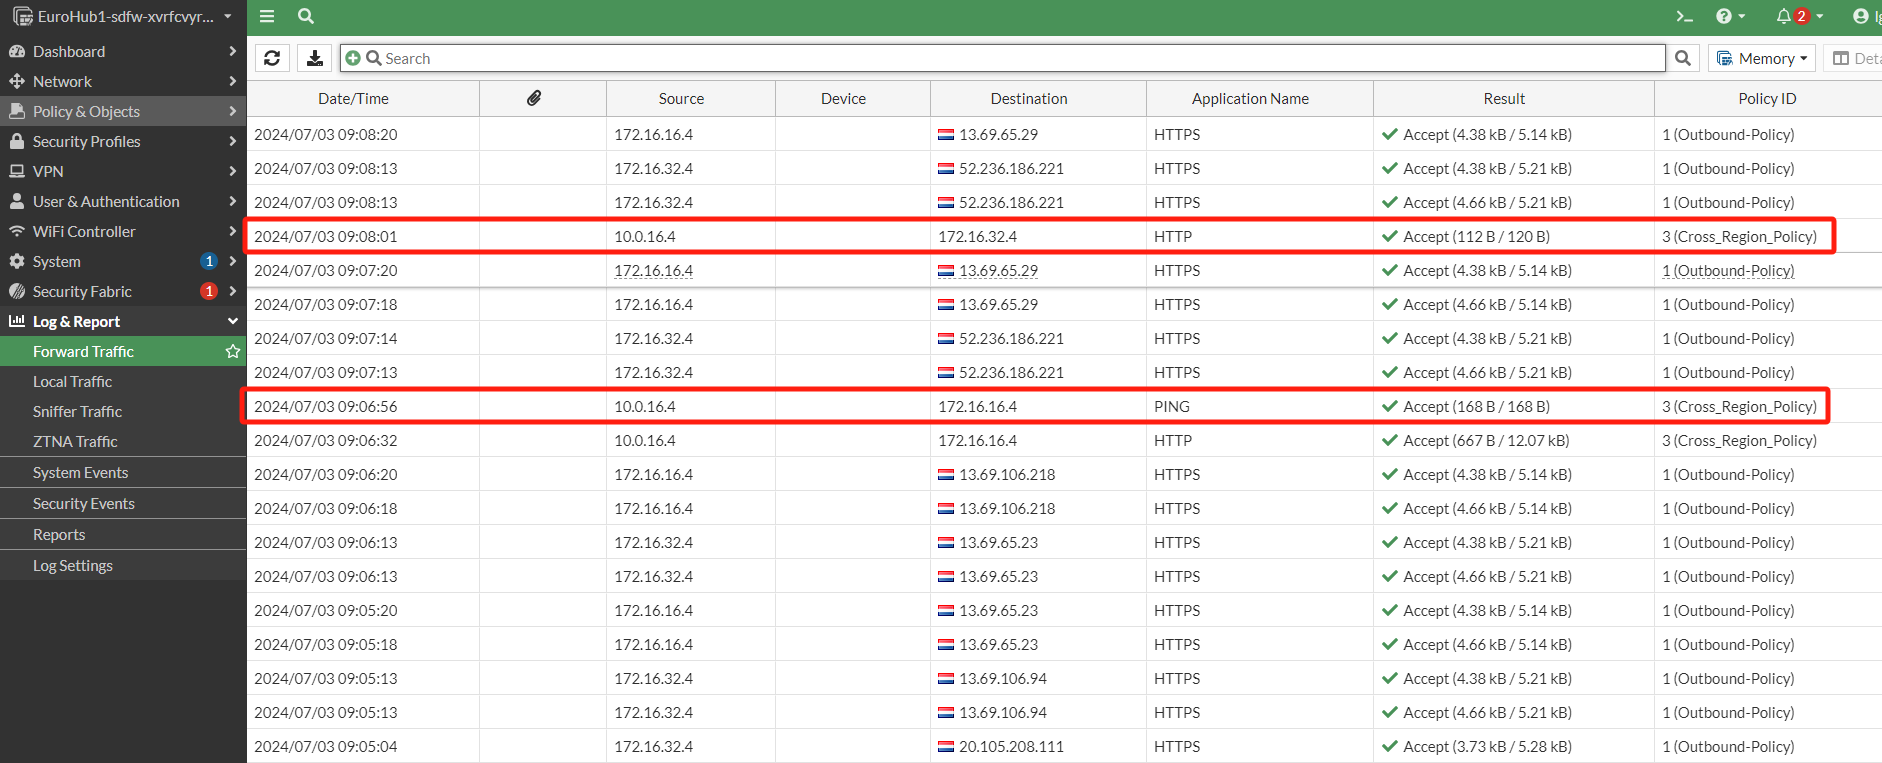 EuroHub1-sdfw-xvrfcvyr...
2
Dashboard
Network
Policy & Objects
Security Profiles
VPN
User & Authentication
WiFi Controller
System 1
Security Fabric 1
Log & Report
Forward Traffic
Local Traffic
Sniffer Traffic
ZTNA Traffic
System Events
Security Events
Reports
Log Settings
Search Memory
Date/Time Source Device Destination Application Name Result Policy ID
2024/07/03 09:08:20 172.16.16.4 13.69.65.29 HTTPS Accept (4.38 kB / 5.14 kB) 1 (Outbound-Policy)
2024/07/03 09:08:13 172.16.32.4 52.236.186.221 HTTPS Accept (4.38 kB / 5.21 kB) 1 (Outbound-Policy)
2024/07/03 09:08:13 172.16.32.4 52.236.186.221 HTTPS Accept (4.66 kB / 5.21 kB) 1 (Outbound-Policy)
2024/07/03 09:08:01 10.0.16.4 172.16.32.4 HTTP Accept (112 B / 120 B) 3 (Cross_Region_Policy)
2024/07/03 09:07:20 172.16.16.4 13.69.65.29 HTTPS Accept (4.38 kB / 5.14 kB) 1 (Outbound-Policy)
2024/07/03 09:07:18 172.16.16.4 13.69.65.29 HTTPS Accept (4.66 kB / 5.14 kB) 1 (Outbound-Policy)
2024/07/03 09:07:14 172.16.32.4 52.236.186.221 HTTPS Accept (4.38 kB / 5.21 kB) 1 (Outbound-Policy)
2024/07/03 09:07:13 172.16.32.4 52.236.186.221 HTTPS Accept (4.66 kB / 5.21 kB) 1 (Outbound-Policy)
2024/07/03 09:06:56 10.0.16.4 172.16.16.4 PING Accept (168 B / 168 B) 3 (Cross_Region_Policy)
2024/07/03 09:06:32 10.0.16.4 172.16.16.4 HTTP Accept (667 B / 12.07 kB) 3 (Cross_Region_Policy)
2024/07/03 09:06:20 172.16.16.4 13.69.106.218 HTTPS Accept (4.38 kB / 5.14 kB) 1 (Outbound-Policy)
2024/07/03 09:06:18 172.16.16.4 13.69.106.218 HTTPS Accept (4.66 kB / 5.14 kB) 1 (Outbound-Policy)
2024/07/03 09:06:13 172.16.32.4 13.69.65.23 HTTPS Accept (4.38 kB / 5.21 kB) 1 (Outbound-Policy)
2024/07/03 09:06:13 172.16.32.4 13.69.65.23 HTTPS Accept (4.66 kB / 5.21 kB) 1 (Outbound-Policy)
2024/07/03 09:05:20 172.16.16.4 13.69.65.23 HTTPS Accept (4.38 kB / 5.14 kB) 1 (Outbound-Policy)
2024/07/03 09:05:18 172.16.16.4 13.69.65.23 HTTPS Accept (4.66 kB / 5.14 kB) 1 (Outbound-Policy)
2024/07/03 09:05:13 172.16.32.4 13.69.106.94 HTTPS Accept (4.38 kB / 5.21 kB) 1 (Outbound-Policy)
2024/07/03 09:05:13 172.16.32.4 13.69.106.94 HTTPS Accept (4.66 kB / 5.21 kB) 1 (Outbound-Policy)
2024/07/03 09:05:04 172.16.32.4 20.105.208.111 HTTPS Accept (3.73 kB / 5.28 kB) 1 (Outbound-Policy)